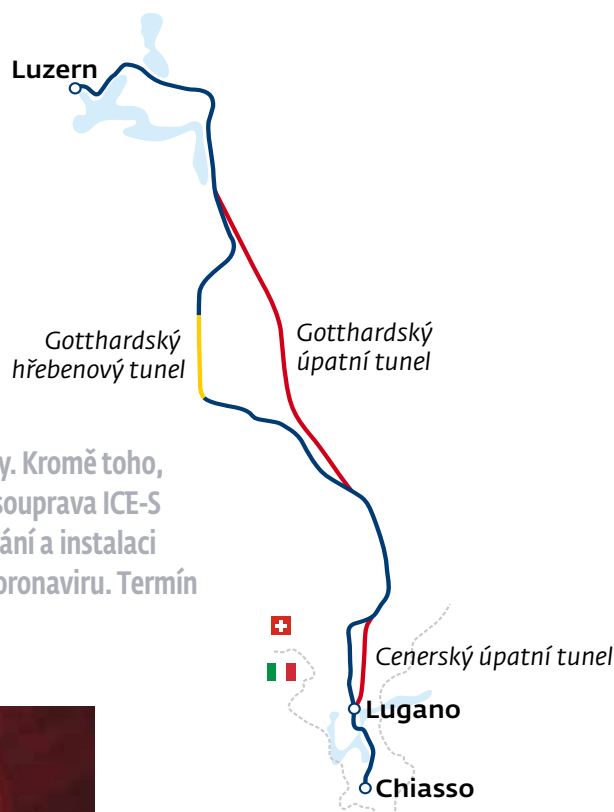 Luzern
Gotthardský
hřebenový tunel
Gotthardský
úpatní tunel
y. Kromě toho,
souprava ICE-S
ání a instalaci
oronaviru. Termín
Cenerský úpatní tunel
Lugano
Chiasso